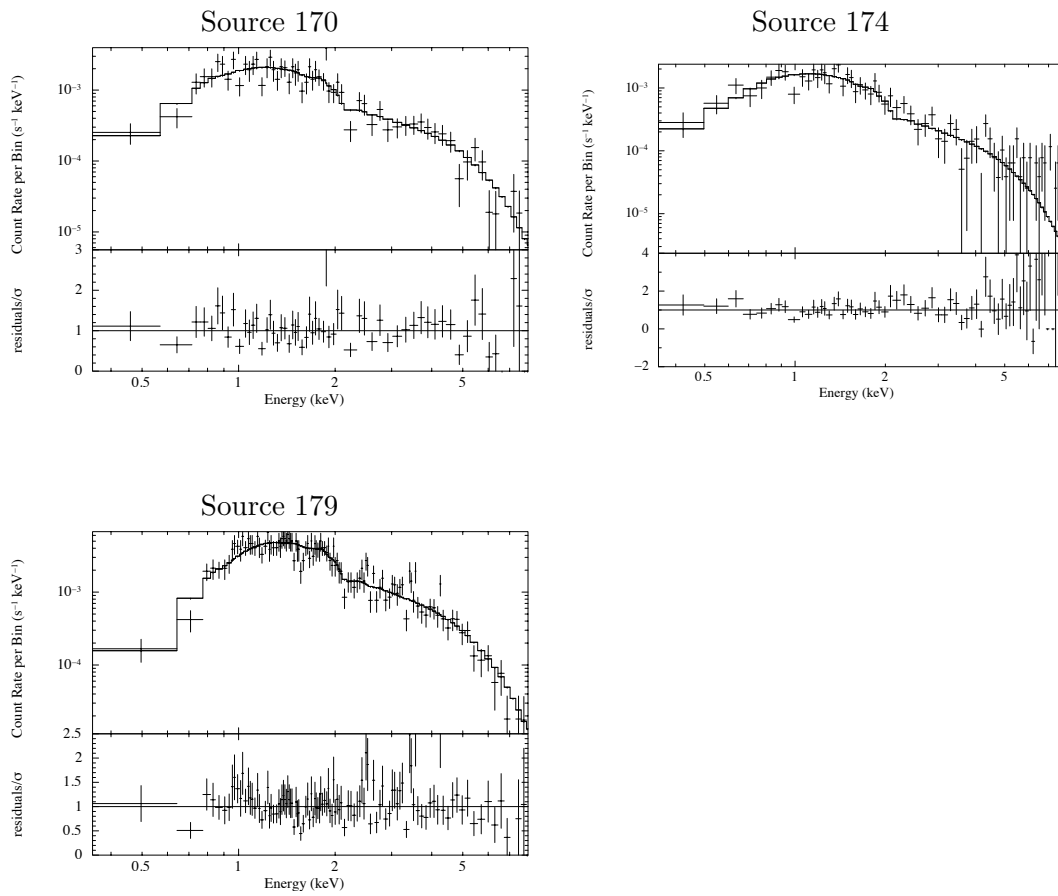 Source 170
Count Rate per Bin (s⁻¹ keV⁻¹)
10⁻³
10⁻⁴
10⁻⁵
3
residuals/σ
2
1
0
0.5
1
2
5
Energy (keV)
Source 174
Count Rate per Bin (s⁻¹ keV⁻¹)
10⁻³
10⁻⁴
10⁻⁵
4
residuals/σ
2
0
−2
0.5
1
2
5
Energy (keV)
Source 179
Count Rate per Bin (s⁻¹ keV⁻¹)
10⁻³
10⁻⁴
2.5
residuals/σ
2
1.5
1
0.5
0
0.5
1
2
5
Energy (keV)